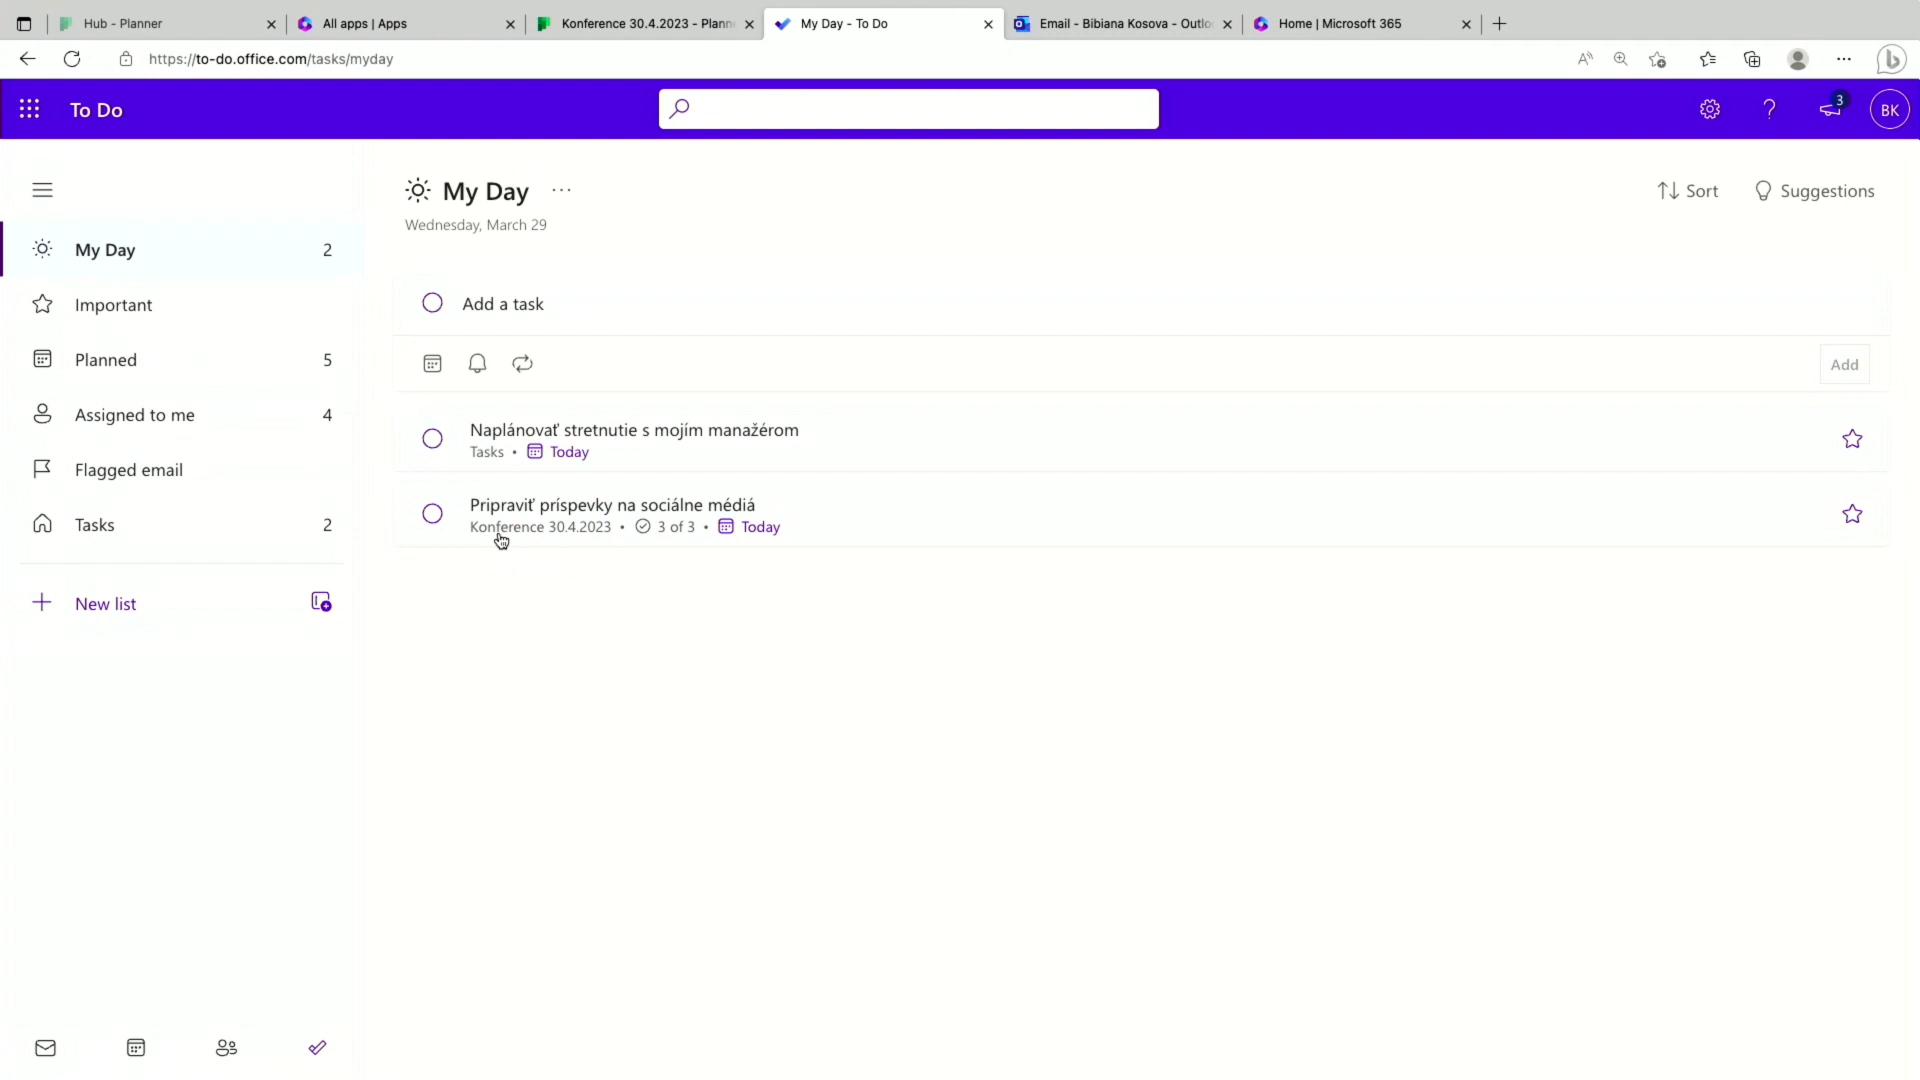 Hub - Planner
All apps | Apps
Konference 30.4.2023 - Plann
My Day - To Do
Email - Bibiana Kosova - Outlo
Home | Microsoft 365
https://to-do.office.com/tasks/myday
To Do
3
BK
My Day
Wednesday, March 29
Sort
Suggestions
My Day 2
Important
Planned 5
Assigned to me 4
Flagged email
Tasks 2
New list
Add a task
Add
Naplánovať stretnutie s mojím manažérom
Tasks • Today
Pripraviť príspevky na sociálne médiá
Konference 30.4.2023 • 3 of 3 • Today